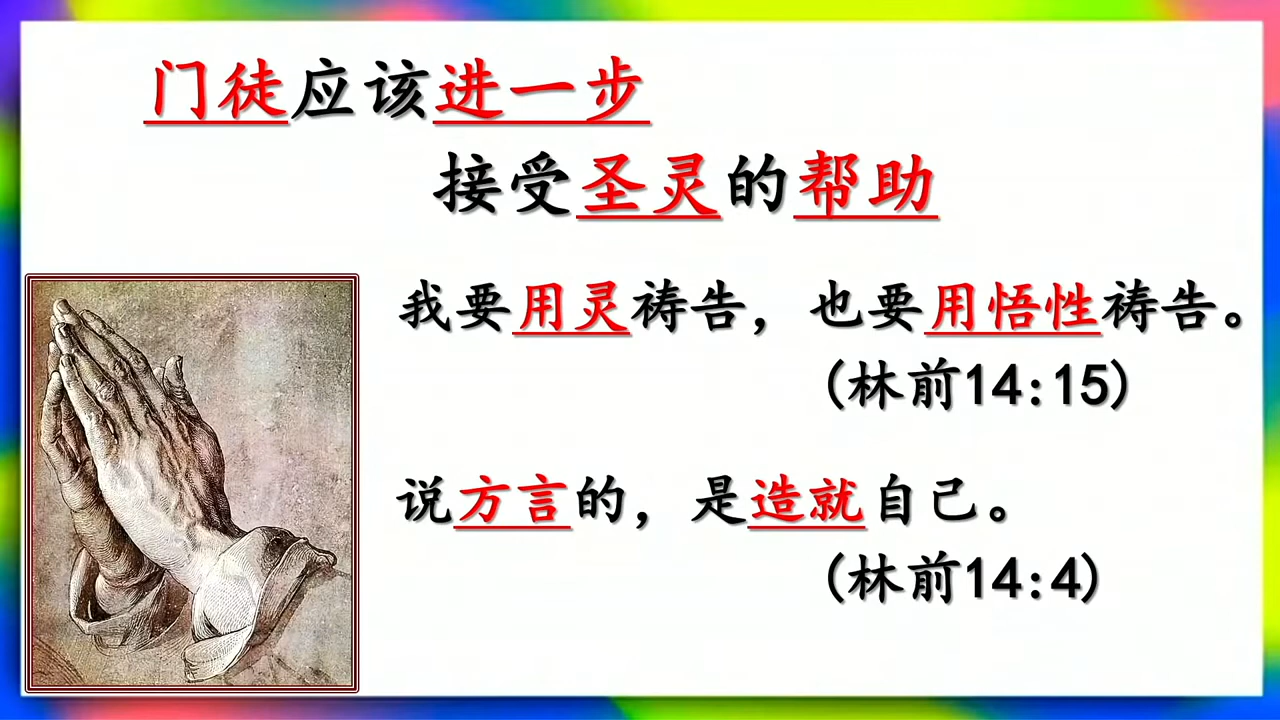 门徒应该进一步
接受圣灵的帮助
我要用灵祷告，也要用悟性祷告。
(林前14:15)
说方言的，是造就自己。
(林前14:4)